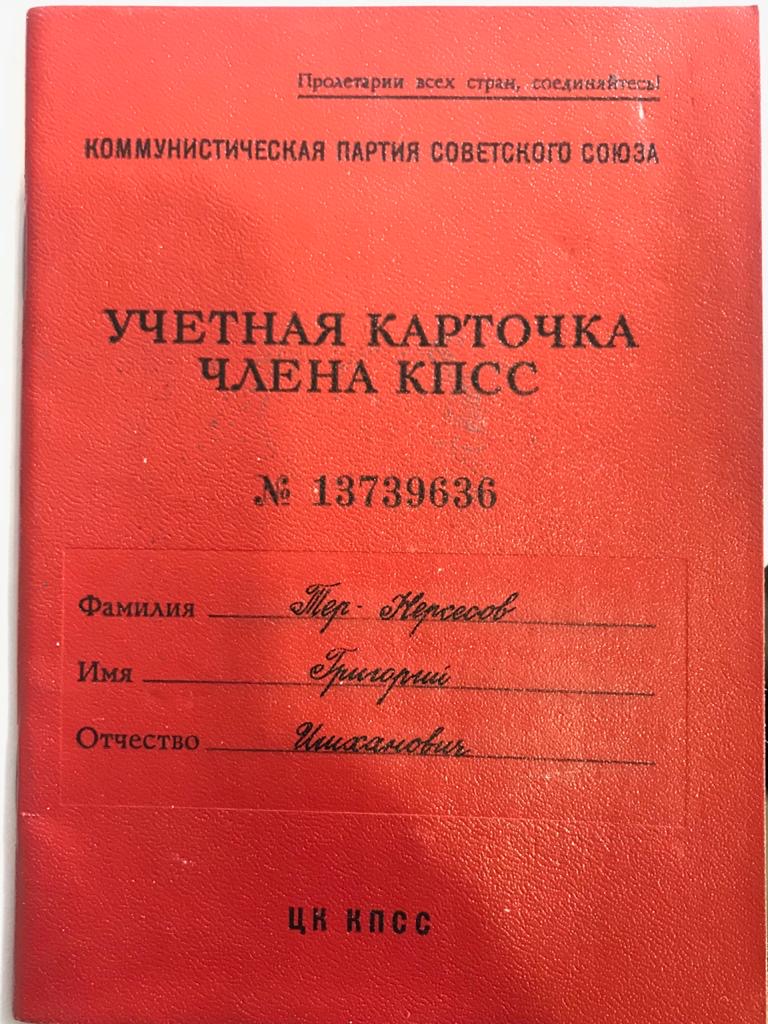 Пролетарии всех стран, соединяйтесь!
КОММУНИСТИЧЕСКАЯ ПАРТИЯ СОВЕТСКОГО СОЮЗА
УЧЕТНАЯ КАРТОЧКА
ЧЛЕНА КПСС
№ 13739636
Фамилия Тер-Нерсесов
Имя Григорий
Отчество Ишханович
ЦК КПСС